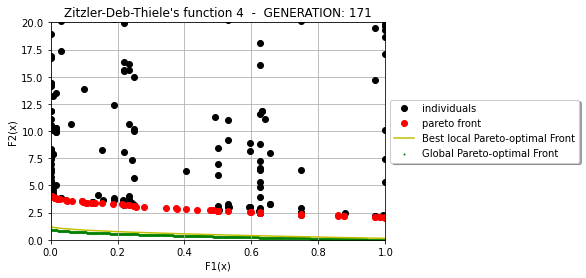 Zitzler-Deb-Thiele's function 4 - GENERATION: 171
20.0
17.5
15.0
12.5
10.0
7.5
5.0
2.5
0.0
F2(x)
0.0 0.2 0.4 0.6 0.8 1.0
F1(x)
individuals
pareto front
Best local Pareto-optimal Front
Global Pareto-optimal Front